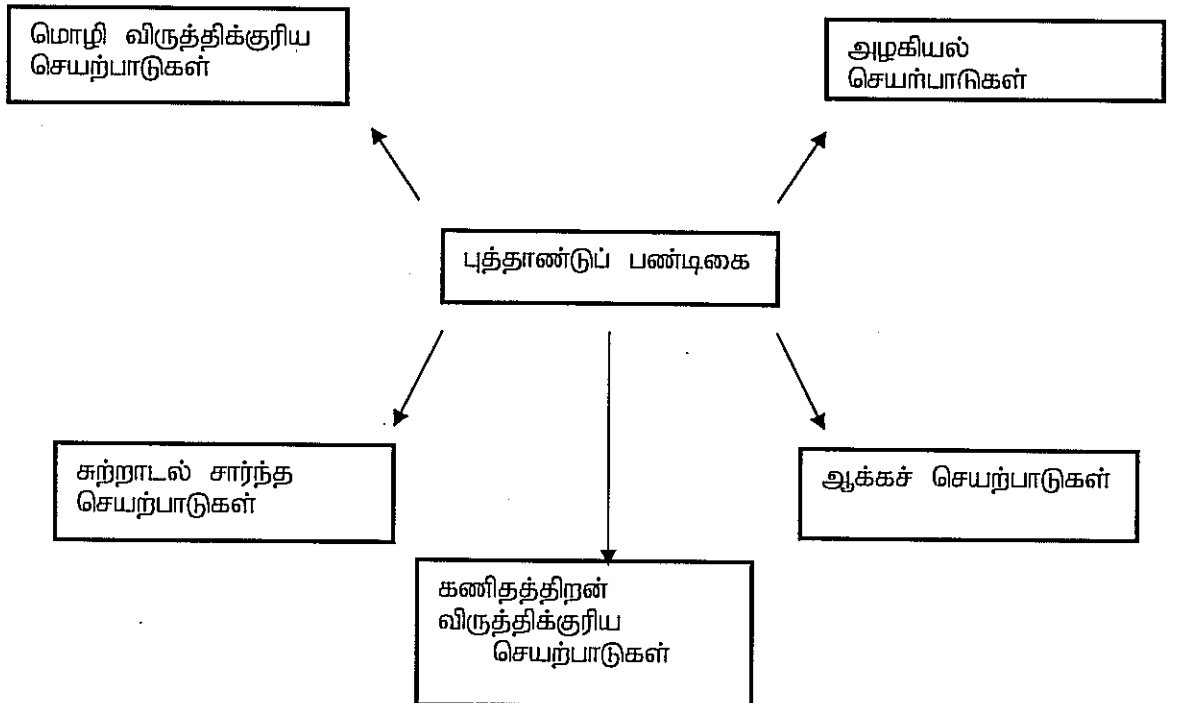 மொழி விருத்திக்குரிய
செயற்பாடுகள்
அழகியல்
செயற்பாடுகள்
புத்தாண்டுப் பண்டிகை
சுற்றாடல் சார்ந்த
செயற்பாடுகள்
ஆக்கச் செயற்பாடுகள்
கணிதத்திறன்
விருத்திக்குரிய
செயற்பாடுகள்